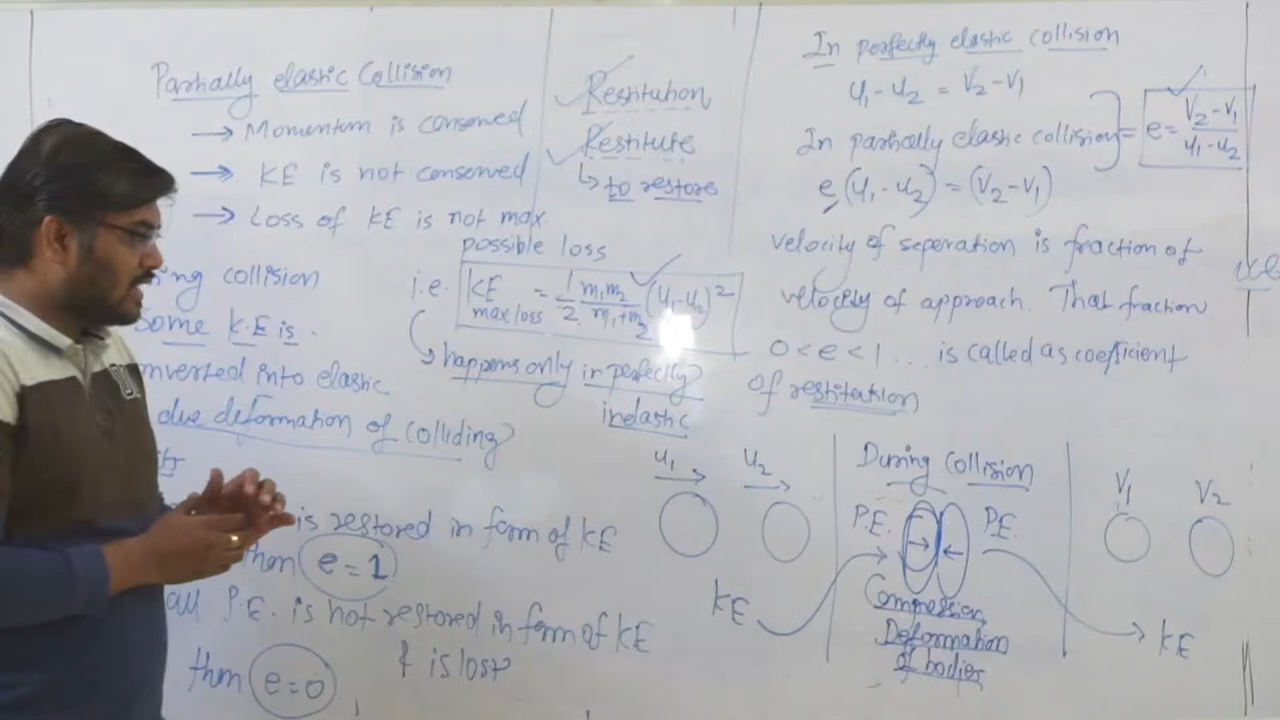 Partially elastic Collision
→ Momentum is conserved
→ KE is not conserved
→ Loss of KE is not max.
possible loss
i.e. KE max loss = 1/2 m₁m₂/m₁+m₂ (u₁-u₂)²
↳ happens only in perfectly
inelastic
collision
Some K.E is
into elastic
due deformation of colliding
is restored in form of KE
then e = 1
all P.E. is not restored in form of KE
& is lost
then e = 0
Restitution
Restitute
↳ to restore
In perfectly elastic collision
u₁ - u₂ = V₂ - V₁
In partially elastic collision
e (u₁ - u₂) = (V₂ - V₁)
= e = V₂ - V₁/u₁ - u₂
velocity of seperation is fraction of
velocity of approach. That fraction
0 < e < 1 ... is called as coefficient
of restitution
u₁ → u₂ →
During Collision
V₁ V₂
P.E. P.E.
KE
Compression
Deformation
of bodies
KE